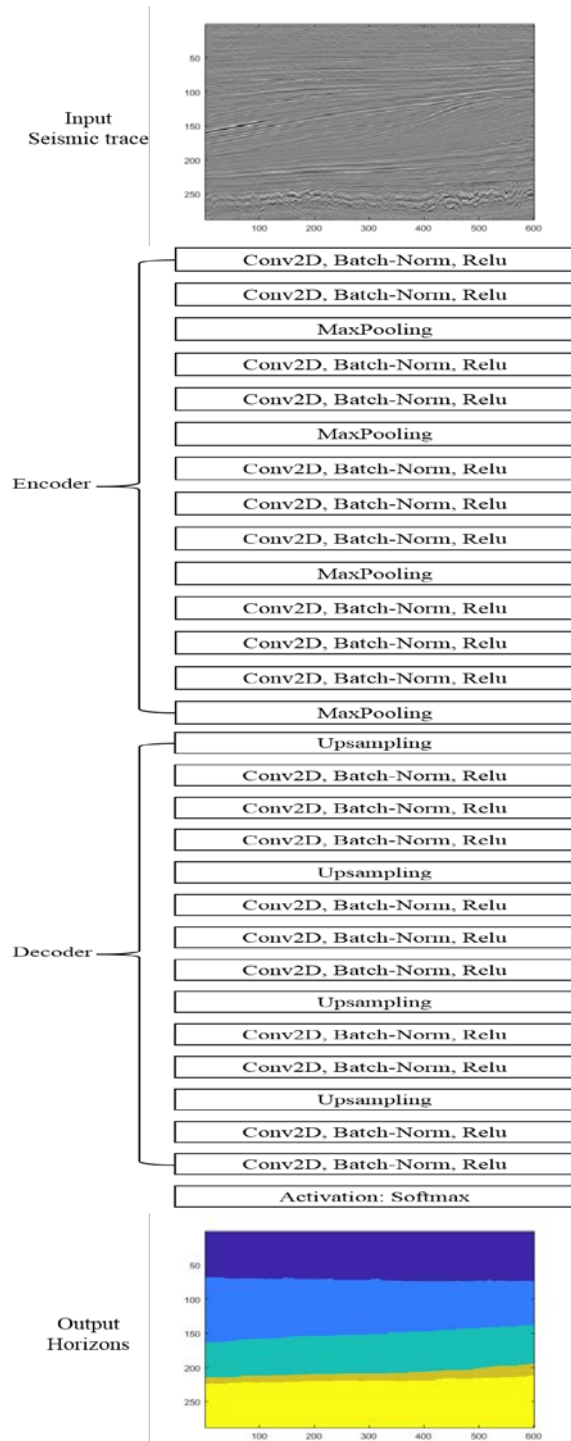 50
100
Input
Seismic trace
150
200
250
100 200 300 400 500 600
Conv2D, Batch-Norm, Relu
Conv2D, Batch-Norm, Relu
MaxPooling
Conv2D, Batch-Norm, Relu
Conv2D, Batch-Norm, Relu
MaxPooling
Conv2D, Batch-Norm, Relu
Encoder
Conv2D, Batch-Norm, Relu
Conv2D, Batch-Norm, Relu
MaxPooling
Conv2D, Batch-Norm, Relu
Conv2D, Batch-Norm, Relu
Conv2D, Batch-Norm, Relu
MaxPooling
Upsampling
Conv2D, Batch-Norm, Relu
Conv2D, Batch-Norm, Relu
Conv2D, Batch-Norm, Relu
Upsampling
Conv2D, Batch-Norm, Relu
Conv2D, Batch-Norm, Relu
Decoder
Conv2D, Batch-Norm, Relu
Upsampling
Conv2D, Batch-Norm, Relu
Conv2D, Batch-Norm, Relu
Upsampling
Conv2D, Batch-Norm, Relu
Conv2D, Batch-Norm, Relu
Activation: Softmax
50
100
Output
Horizons
150
200
250
100 200 300 400 500 600